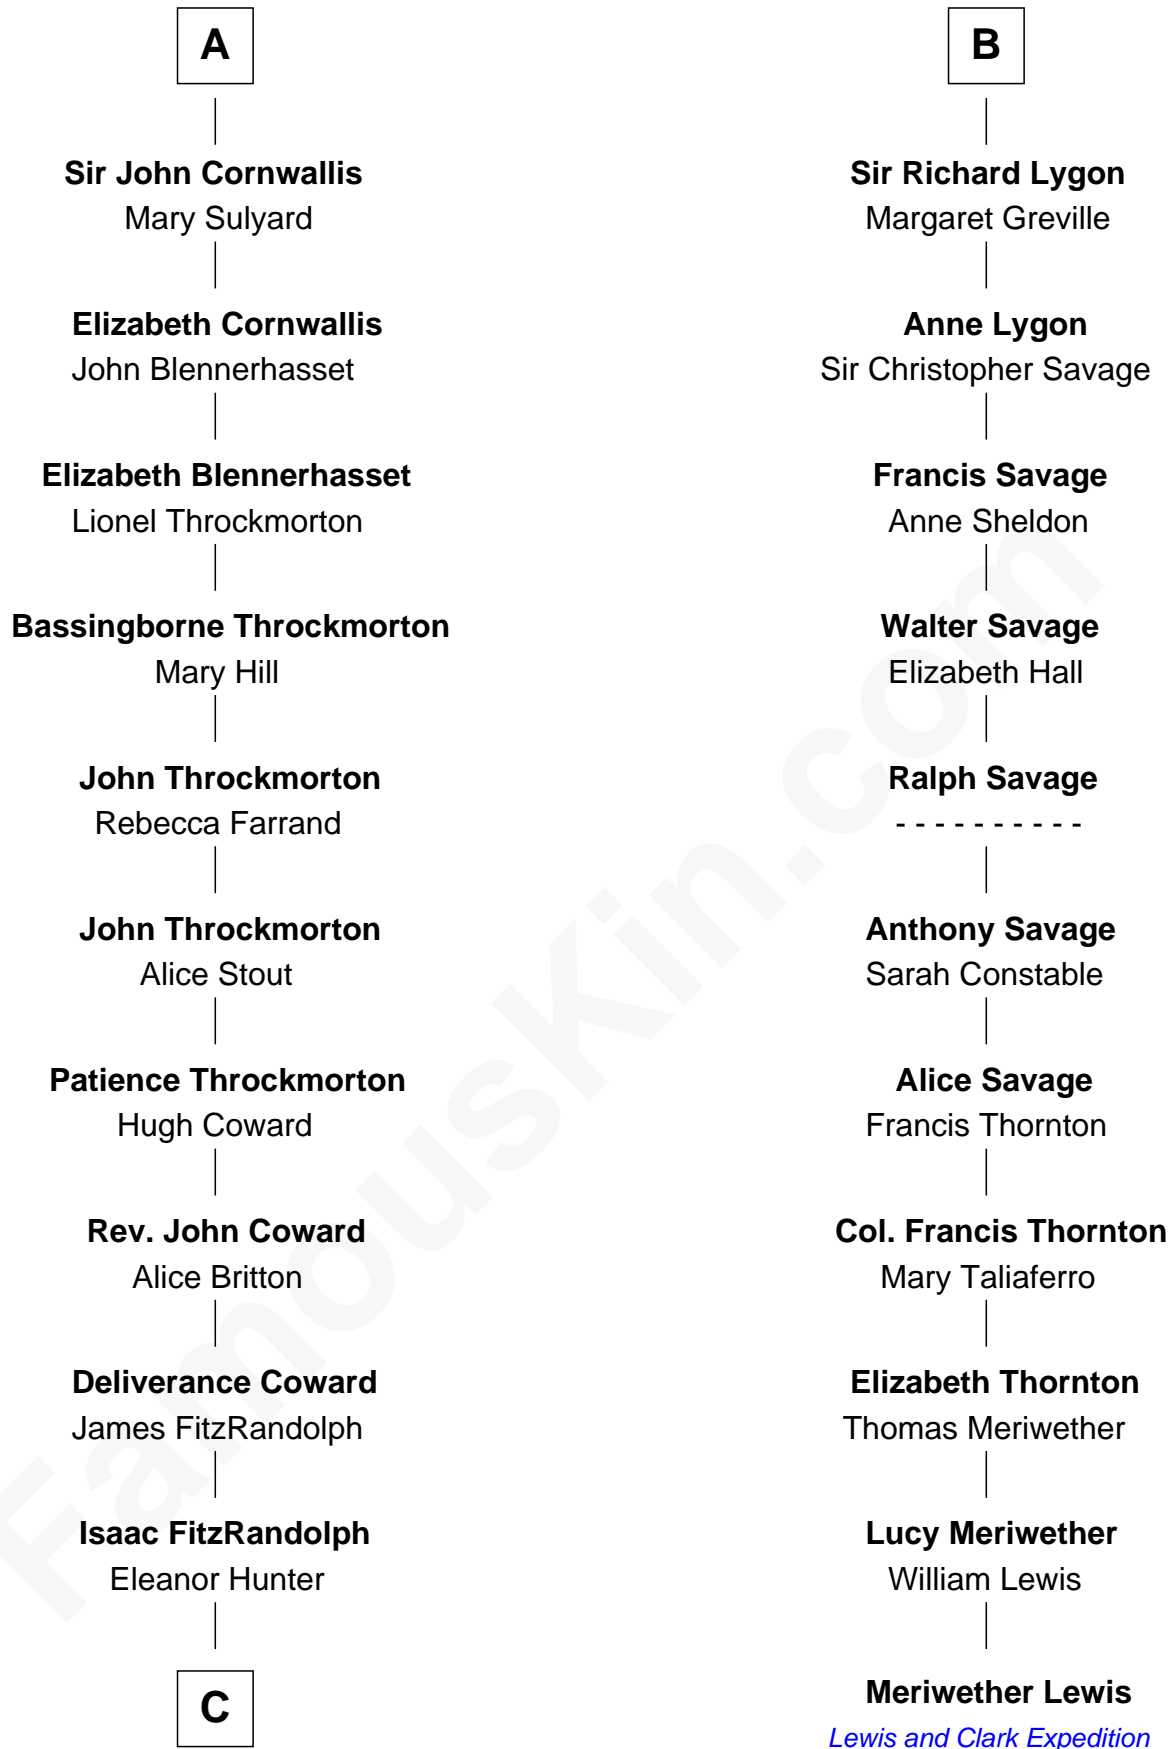 A
Sir John Cornwallis
Mary Sulyard
Elizabeth Cornwallis
John Blennerhasset
Elizabeth Blennerhasset
Lionel Throckmorton
Bassingborne Throckmorton
Mary Hill
John Throckmorton
Rebecca Farrand
John Throckmorton
Alice Stout
Patience Throckmorton
Hugh Coward
Rev. John Coward
Alice Britton
Deliverance Coward
James FitzRandolph
Isaac FitzRandolph
Eleanor Hunter
C
B
Sir Richard Lygon
Margaret Greville
Anne Lygon
Sir Christopher Savage
Francis Savage
Anne Sheldon
Walter Savage
Elizabeth Hall
Ralph Savage
- - - - - - - - - -
Anthony Savage
Sarah Constable
Alice Savage
Francis Thornton
Col. Francis Thornton
Mary Taliaferro
Elizabeth Thornton
Thomas Meriwether
Lucy Meriwether
William Lewis
Meriwether Lewis
Lewis and Clark Expedition
FamousKin.com